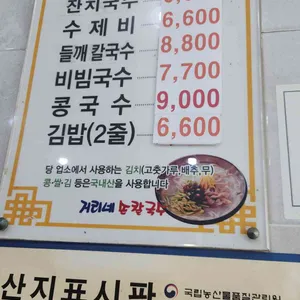 잔치국수
수제비 6,600
들깨칼국수 8,800
비빔국수 7,700
콩국수 9,000
김밥(2줄) 6,600
당 업소에서 사용하는 김치(고춧가루,배추,무)
콩·쌀·김 등은 국내산을 사용합니다
산지표시판
국립농산물품질관리원